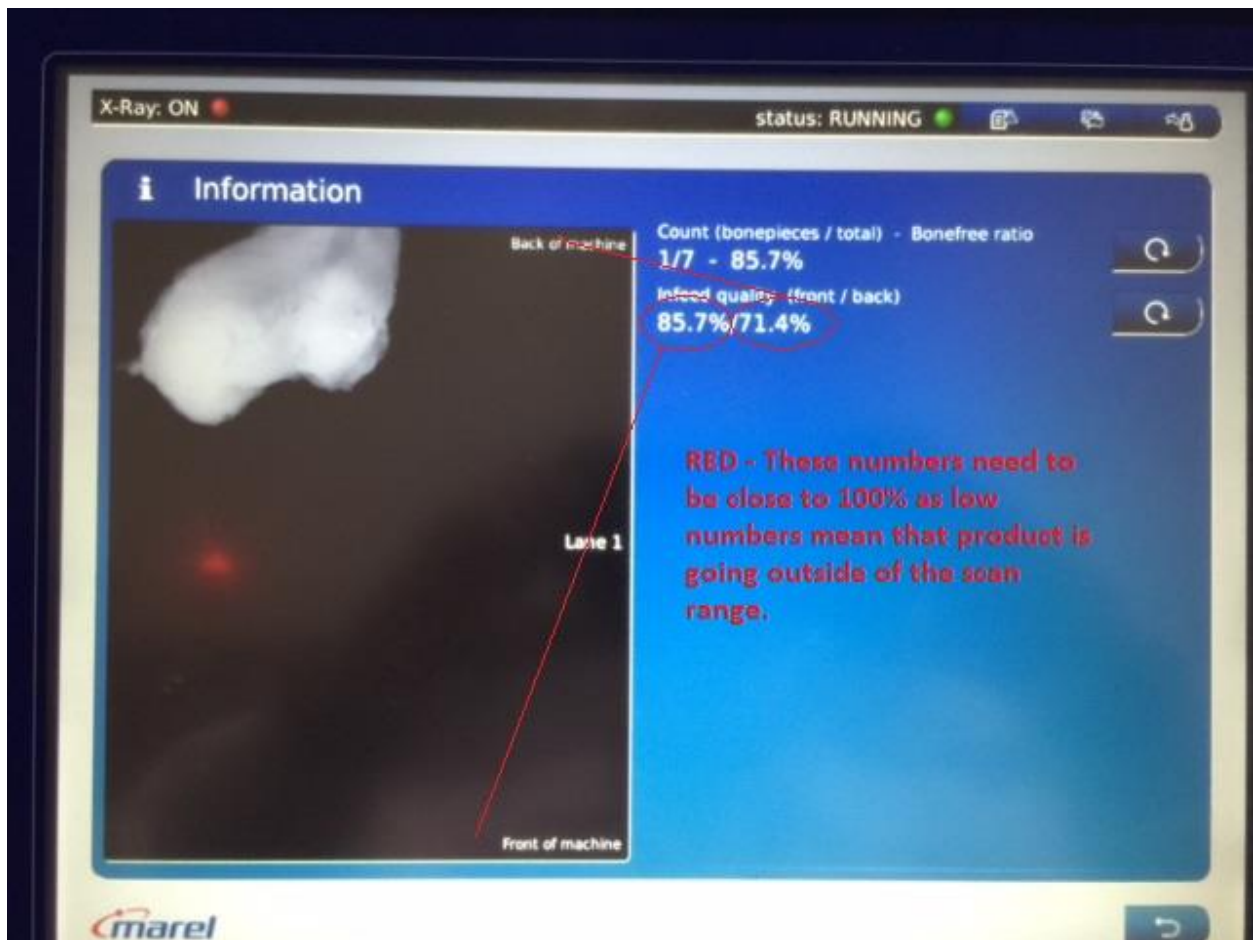 X-Ray: ON
status: RUNNING
i Information
Back of machine
Count (bonepieces / total) - Bonefree ratio
1/7 - 85.7%
Infeed quality (front / back)
85.7%/71.4%
RED - These numbers need to
be close to 100% as low
numbers mean that product is
going outside of the scan
range.
Lane 1
Front of machine
marel